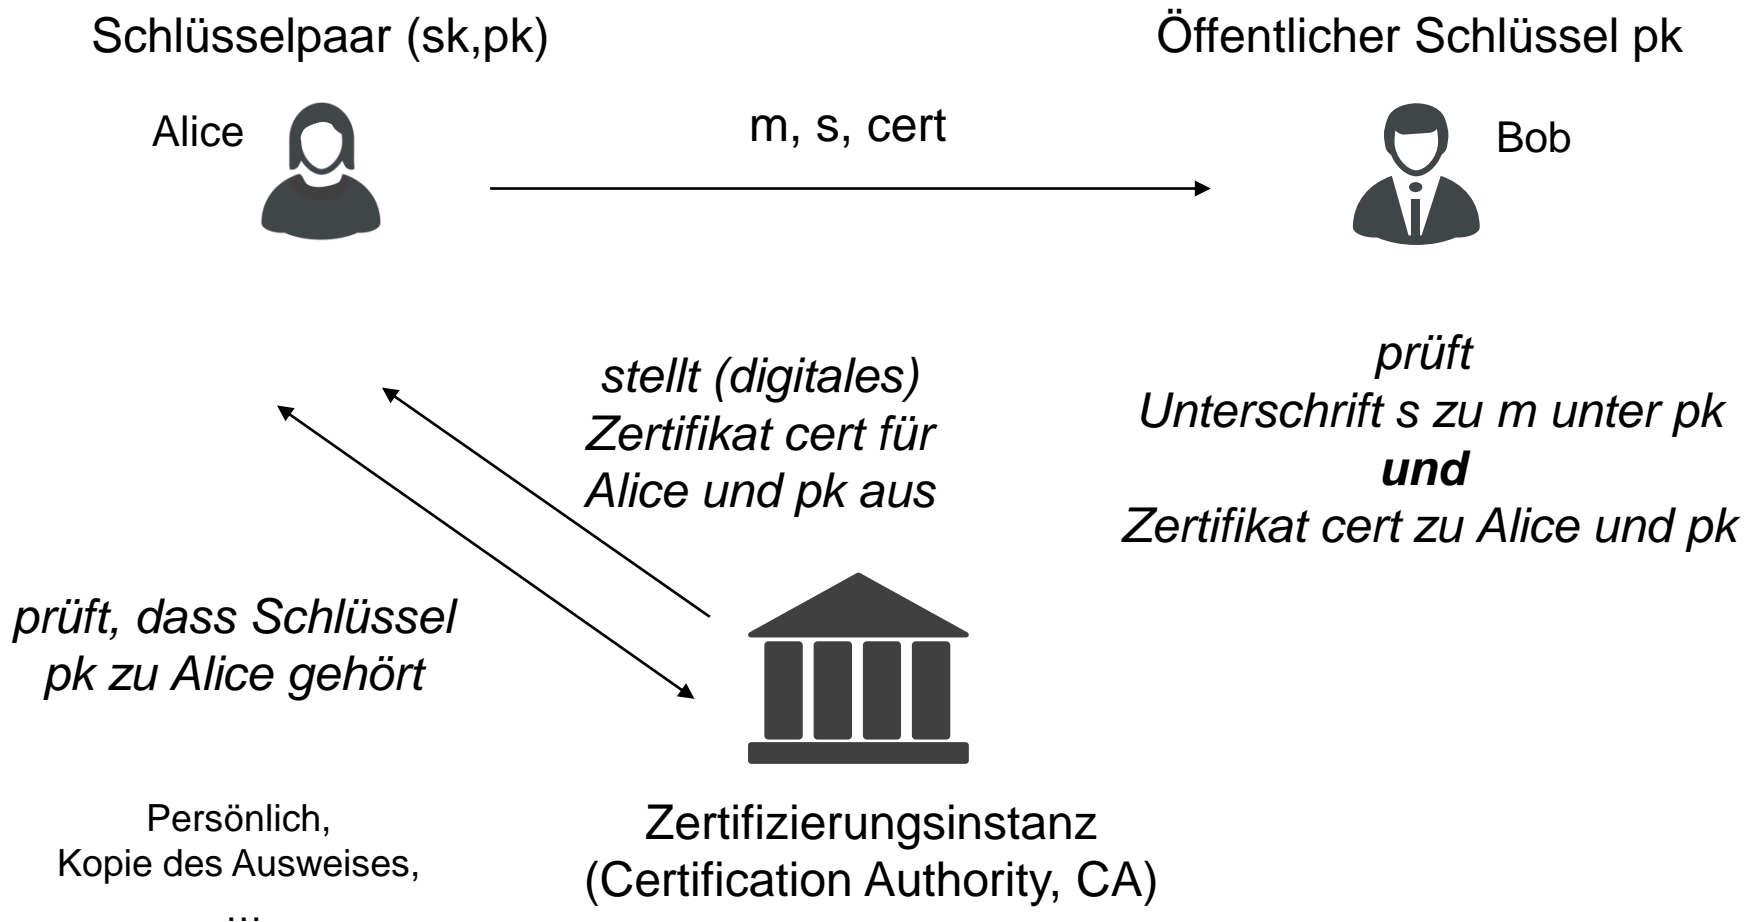 Schlüsselpaar (sk,pk)
Öffentlicher Schlüssel pk
Alice
m, s, cert
Bob
stellt (digitales)
Zertifikat cert für
Alice und pk aus
prüft
Unterschrift s zu m unter pk
und
Zertifikat cert zu Alice und pk
prüft, dass Schlüssel
pk zu Alice gehört
Persönlich,
Kopie des Ausweises,
...
Zertifizierungsinstanz
(Certification Authority, CA)